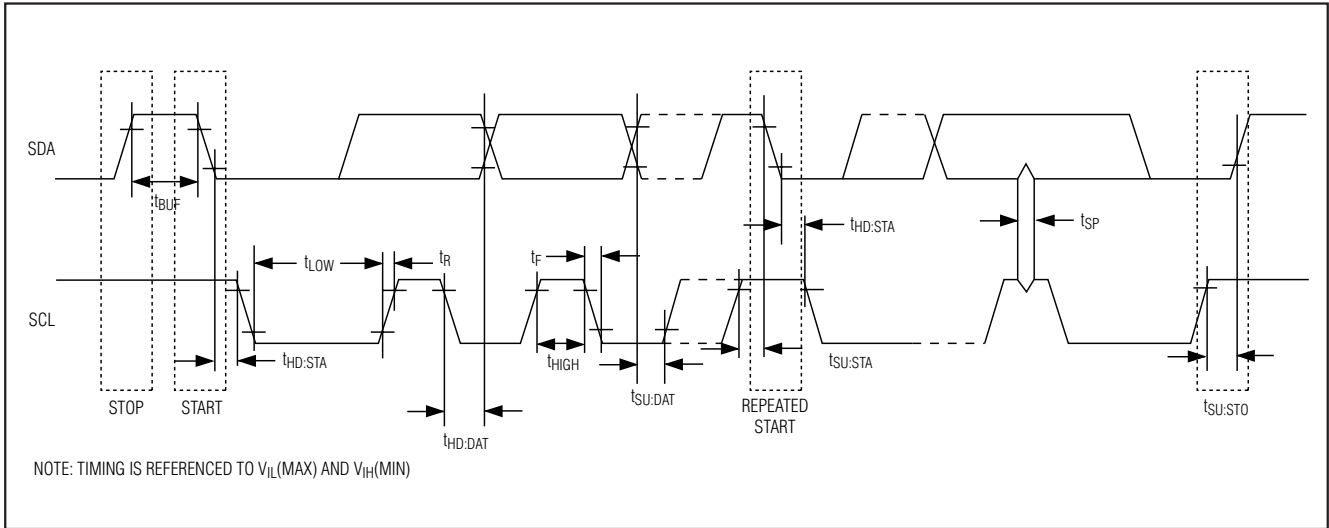 SDA
tBUF
tHD:STA
tSP
tLOW
tR
tF
SCL
tHD:STA
tHIGH
tSU:STA
tSU:DAT
STOP
START
REPEATED
START
tSU:STO
tHD:DAT
NOTE: TIMING IS REFERENCED TO VIL(MAX) AND VIH(MIN)